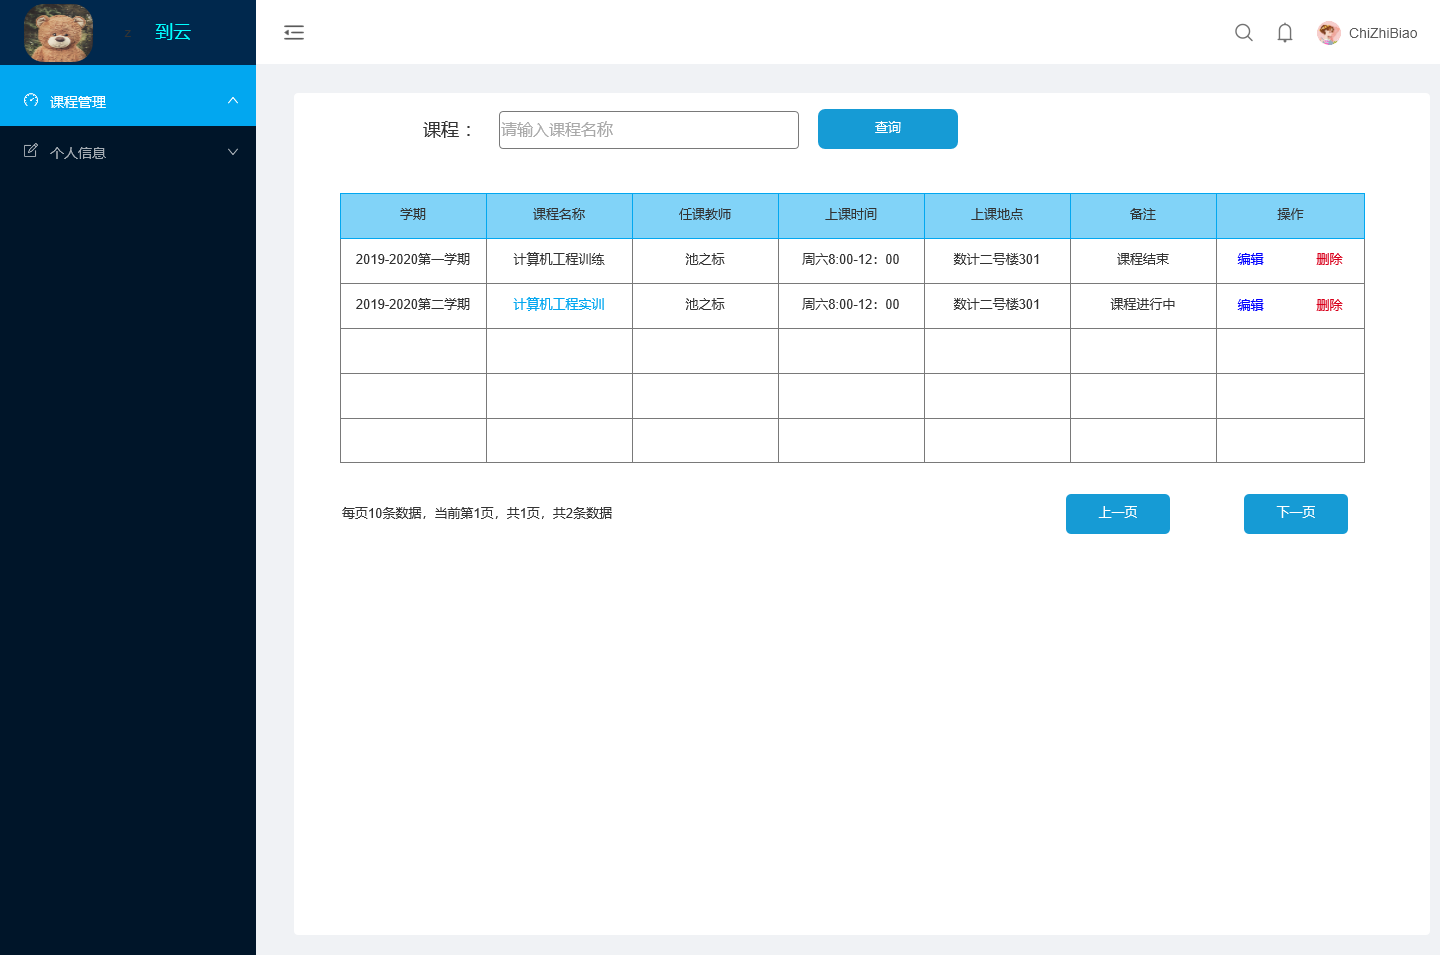 z 到云
ChiZhiBiao
课程管理
个人信息
课程： 请输入课程名称 查询
学期 课程名称 任课教师 上课时间 上课地点 备注 操作
2019-2020第一学期 计算机工程训练 池之标 周六8:00-12：00 数计二号楼301 课程结束 编辑 删除
2019-2020第二学期 计算机工程实训 池之标 周六8:00-12：00 数计二号楼301 课程进行中 编辑 删除
每页10条数据，当前第1页，共1页，共2条数据 上一页 下一页